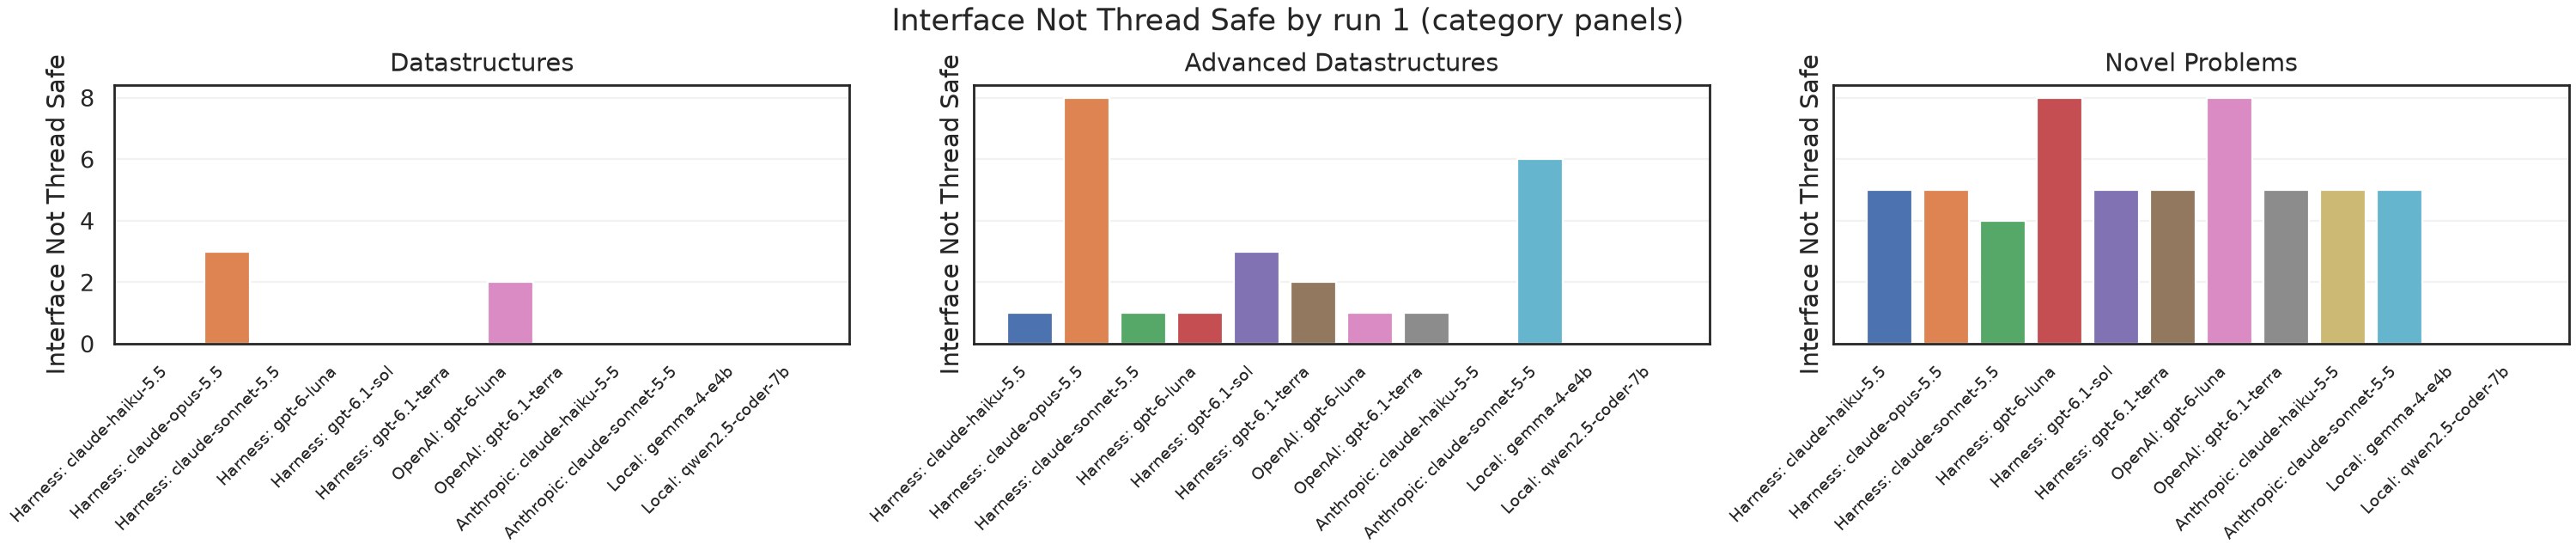 Interface Not Thread Safe by run 1 (category panels)
Datastructures
Interface Not Thread Safe
8
6
4
2
0
Harness: claude-haiku-5.5
Harness: claude-opus-5.5
Harness: claude-sonnet-5.5
Harness: gpt-6-luna
Harness: gpt-6.1-sol
Harness: gpt-6.1-terra
OpenAI: gpt-6-luna
OpenAI: gpt-6.1-terra
Anthropic: claude-haiku-5-5
Anthropic: claude-sonnet-5-5
Local: gemma-4-e4b
Local: qwen2.5-coder-7b
Advanced Datastructures
Interface Not Thread Safe
Harness: claude-haiku-5.5
Harness: claude-opus-5.5
Harness: claude-sonnet-5.5
Harness: gpt-6-luna
Harness: gpt-6.1-sol
Harness: gpt-6.1-terra
OpenAI: gpt-6-luna
OpenAI: gpt-6.1-terra
Anthropic: claude-haiku-5-5
Anthropic: claude-sonnet-5-5
Local: gemma-4-e4b
Local: qwen2.5-coder-7b
Novel Problems
Interface Not Thread Safe
Harness: claude-haiku-5.5
Harness: claude-opus-5.5
Harness: claude-sonnet-5.5
Harness: gpt-6-luna
Harness: gpt-6.1-sol
Harness: gpt-6.1-terra
OpenAI: gpt-6-luna
OpenAI: gpt-6.1-terra
Anthropic: claude-haiku-5-5
Anthropic: claude-sonnet-5-5
Local: gemma-4-e4b
Local: qwen2.5-coder-7b